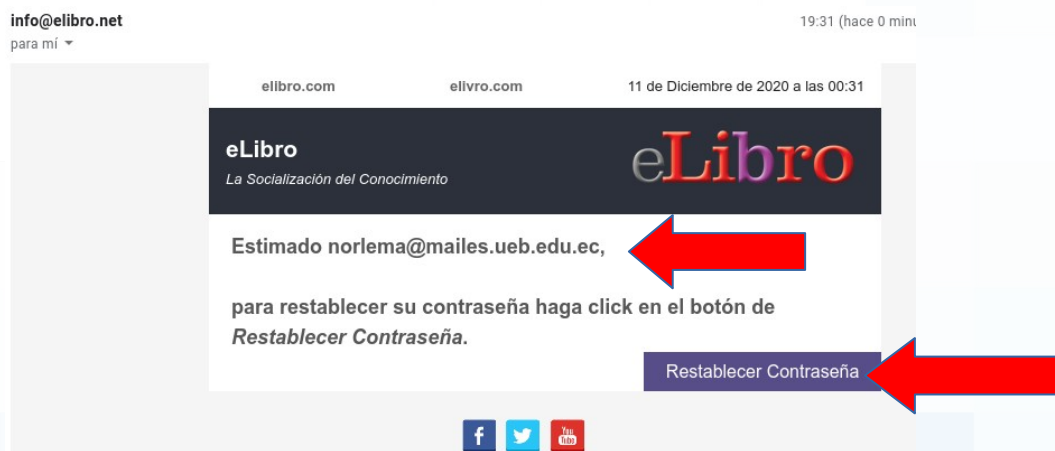 info@elibro.net 19:31 (hace 0 minu
para mí
elibro.com elivro.com 11 de Diciembre de 2020 a las 00:31
eLibro eLibro
La Socialización del Conocimiento
Estimado norlema@mailes.ueb.edu.ec,
para restablecer su contraseña haga click en el botón de
Restablecer Contraseña.
Restablecer Contraseña
f You Tube